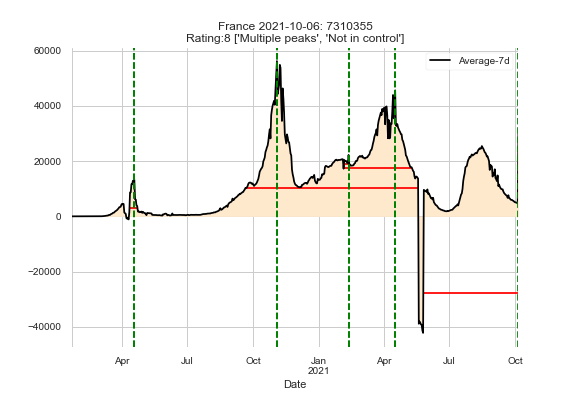 France 2021-10-06: 7310355
Rating:8 ['Multiple peaks', 'Not in control']
60000
Average-7d
40000
20000
0
−20000
−40000
Apr Jul Oct Jan Apr Jul Oct
2021
Date